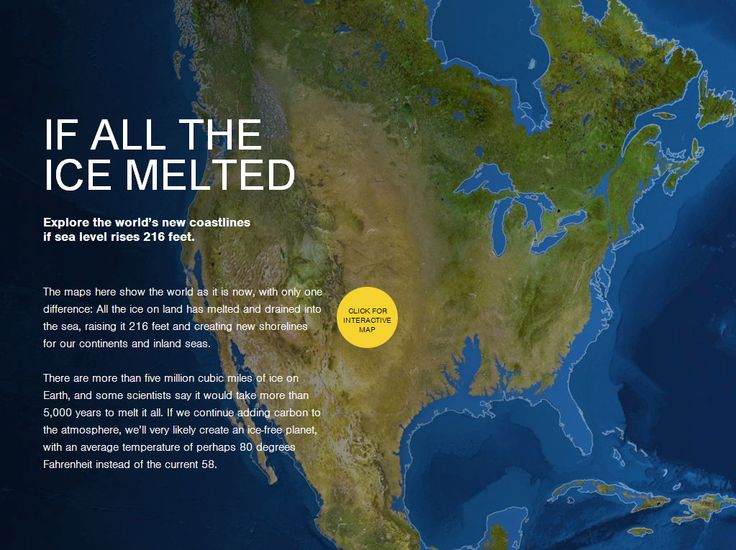 IF ALL THE
ICE MELTED
Explore the world's new coastlines
if sea level rises 216 feet.
The maps here show the world as it is now, with only one
difference: All the ice on land has melted and drained into
the sea, raising it 216 feet and creating new shorelines
for our continents and inland seas.
There are more than five million cubic miles of ice on
Earth, and some scientists say it would take more than
5,000 years to melt it all. If we continue adding carbon to
the atmosphere, we'll very likely create an ice-free planet,
with an average temperature of perhaps 80 degrees
Fahrenheit instead of the current 58.
CLICK FOR
INTERACTIVE
MAP